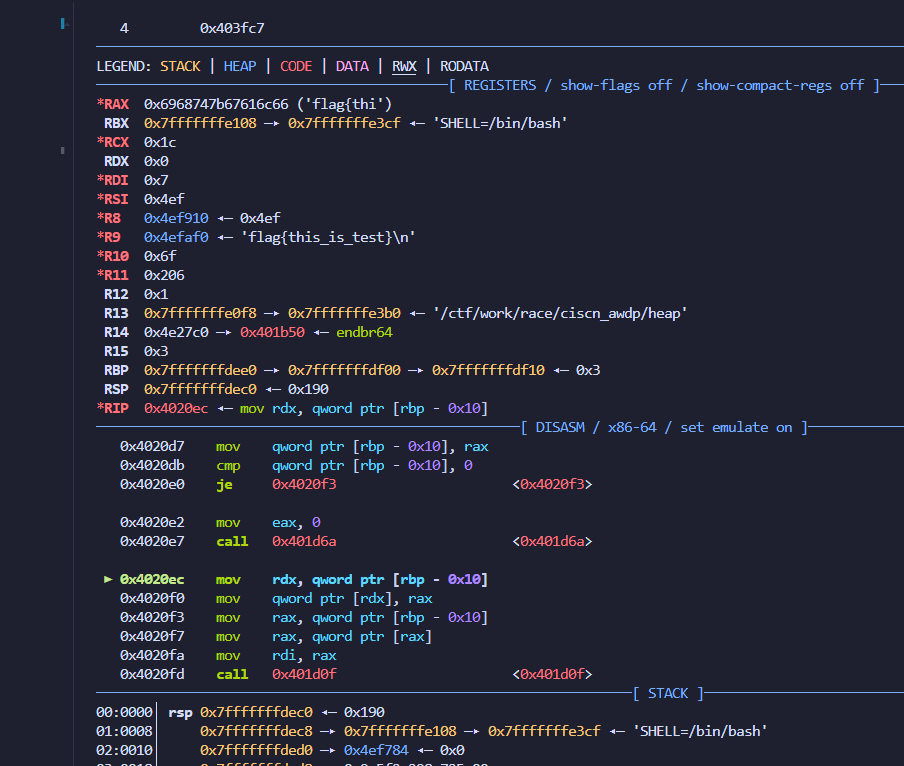 4 0x403fc7
LEGEND: STACK | HEAP | CODE | DATA | RWX | RODATA
[ REGISTERS / show-flags off / show-compact-regs off ]
*RAX 0x6968747b67616c66 ('flag{thi')
RBX 0x7fffffffe108 —▸ 0x7fffffffe3cf ◂— 'SHELL=/bin/bash'
*RCX 0x1c
RDX 0x0
*RDI 0x7
*RSI 0x4ef
*R8 0x4ef910 ◂— 0x4ef
*R9 0x4efaf0 ◂— 'flag{this_is_test}\n'
*R10 0x6f
*R11 0x206
R12 0x1
R13 0x7fffffffe0f8 —▸ 0x7fffffffe3b0 ◂— '/ctf/work/race/ciscn_awdp/heap'
R14 0x4e27c0 —▸ 0x401b50 ◂— endbr64
R15 0x3
RBP 0x7fffffffdee0 —▸ 0x7fffffffdf00 —▸ 0x7fffffffdf10 ◂— 0x3
RSP 0x7fffffffdec0 ◂— 0x190
*RIP 0x4020ec ◂— mov rdx, qword ptr [rbp - 0x10]
[ DISASM / x86-64 / set emulate on ]
0x4020d7 mov qword ptr [rbp - 0x10], rax
0x4020db cmp qword ptr [rbp - 0x10], 0
0x4020e0 je 0x4020f3 <0x4020f3>
0x4020e2 mov eax, 0
0x4020e7 call 0x401d6a <0x401d6a>
► 0x4020ec mov rdx, qword ptr [rbp - 0x10]
0x4020f0 mov qword ptr [rdx], rax
0x4020f3 mov rax, qword ptr [rbp - 0x10]
0x4020f7 mov rax, qword ptr [rax]
0x4020fa mov rdi, rax
0x4020fd call 0x401d0f <0x401d0f>
[ STACK ]
00:0000│ rsp 0x7fffffffdec0 ◂— 0x190
01:0008│ 0x7fffffffdec8 —▸ 0x7fffffffe108 —▸ 0x7fffffffe3cf ◂— 'SHELL=/bin/bash'
02:0010│ 0x7fffffffded0 —▸ 0x4ef784 ◂— 0x0